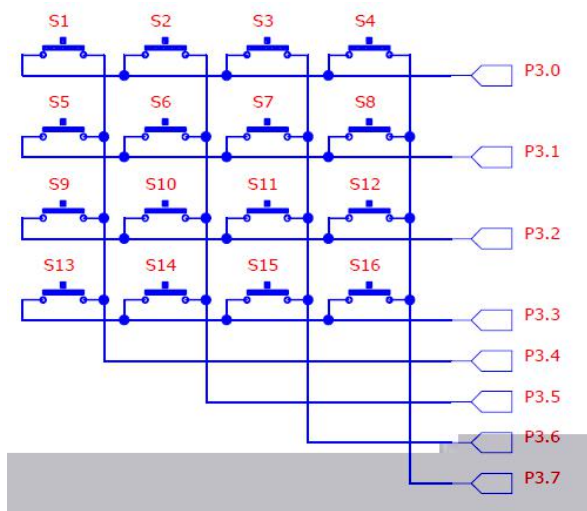 S1 S2 S3 S4
P3.0
S5 S6 S7 S8
P3.1
S9 S10 S11 S12
P3.2
S13 S14 S15 S16
P3.3
P3.4
P3.5
P3.6
P3.7